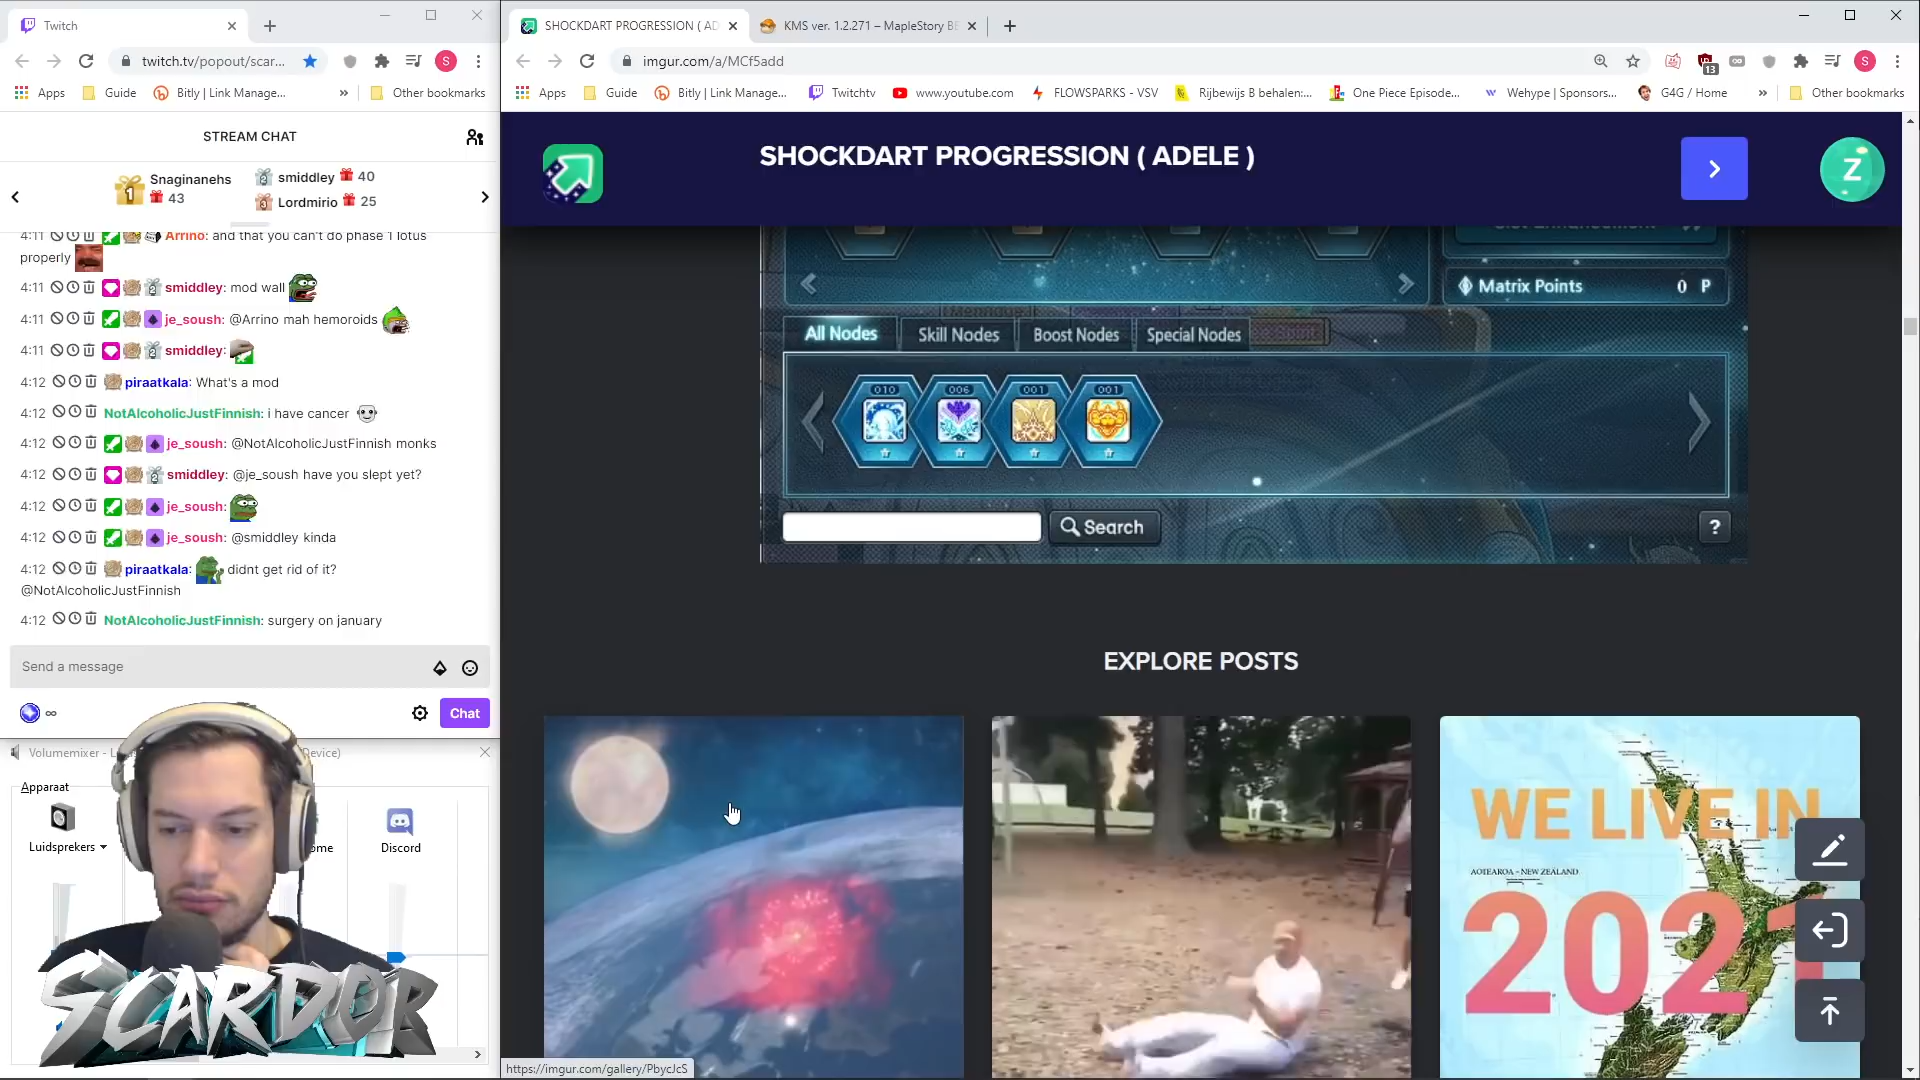 Twitch
SHOCKDART PROGRESSION ( AD
KMS ver. 1.2.271 – MapleStory BE
twitch.tv/popout/scar...
S
imgur.com/a/MCf5add
13
S
Apps
Guide
Bitly | Link Manage...
»
Other bookmarks
Apps
Guide
Bitly | Link Manage...
Twitchtv
www.youtube.com
FLOWSPARKS - VSV
Rijbewijs B behalen:...
One Piece Episode...
Wehype | Sponsors...
G4G / Home
»
Other bookmarks
STREAM CHAT
1
Snaginanehs
43
2
smiddley 40
3
Lordmirio 25
4:11 Arrino: and that you can't do phase 1 lotus
properly
4:11 smiddley: mod wall
4:11 je_soush: @Arrino mah hemoroids
4:11 smiddley:
4:12 piraatkala: What's a mod
4:12 NotAlcoholicJustFinnish: i have cancer
4:12 je_soush: @NotAlcoholicJustFinnish monks
4:12 smiddley: @je_soush have you slept yet?
4:12 je_soush:
4:12 je_soush: @smiddley kinda
4:12 piraatkala: didnt get rid of it?
@NotAlcoholicJustFinnish
4:12 NotAlcoholicJustFinnish: surgery on january
Send a message
∞
Chat
Volumemixer - L
Device)
Apparaat
Luidsprekers
ome
Discord
SCARDOR
SHOCKDART PROGRESSION ( ADELE )
Z
Matrix Points 0 P
All Nodes
Skill Nodes
Boost Nodes
Special Nodes
010
006
001
001
Search
?
EXPLORE POSTS
WE LIVE IN
AOTEAROA - NEW ZEALAND
2021
https://imgur.com/gallery/PbycJcS